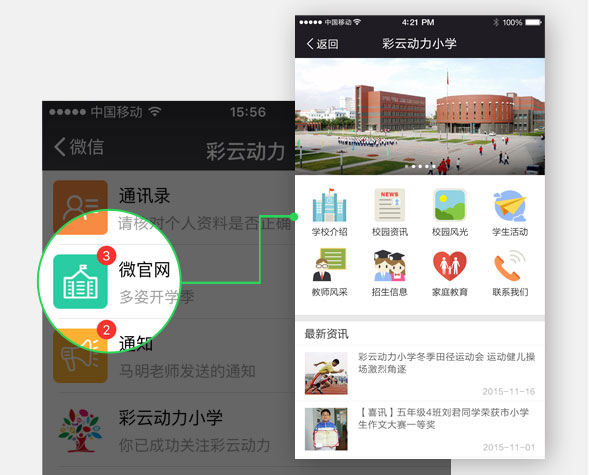 中国移动
15:56
微信
彩云动力
通讯录
请核对个人资料是否正确
3
微官网
多姿开学季
2
通知
马明老师发送的通知
彩云动力小学
你已成功关注彩云动力
中国移动
4:21 PM
100%
返回
彩云动力小学
NEWS
学校介绍
校园资讯
校园风光
学生活动
教师风采
招生信息
家庭教育
联系我们
最新资讯
彩云动力小学冬季田径运动会 运动健儿操
场激烈角逐
2015-11-16
【喜讯】五年级4班刘君同学荣获市小学
生作文大赛一等奖
2015-11-01